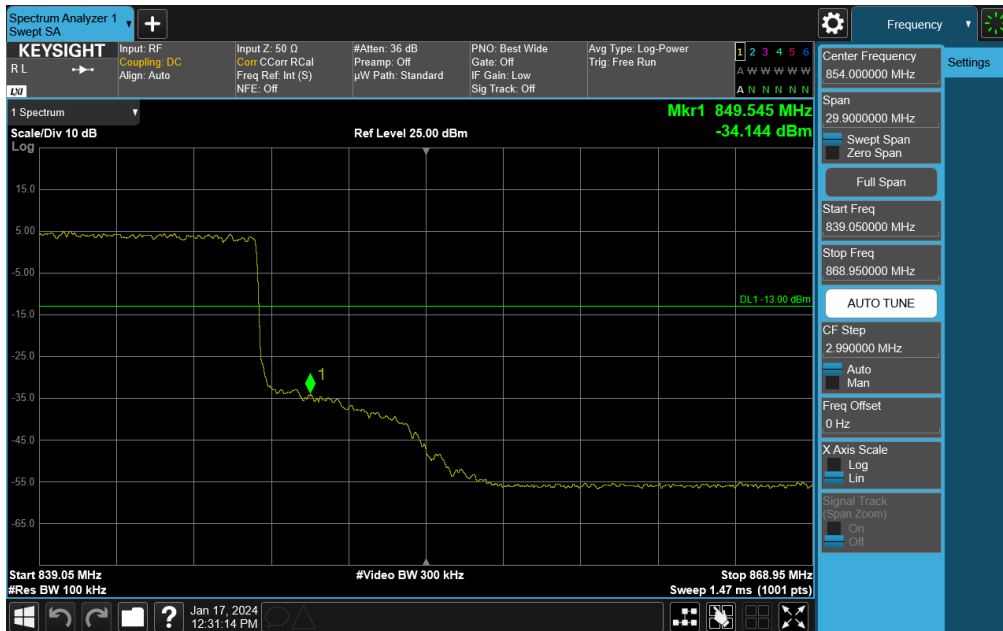 Spectrum Analyzer 1
Swept SA
Frequency
KEYSIGHT
R L
LXI
Input: RF
Coupling: DC
Align: Auto
Input Z: 50 Ω
Corr CCorr RCal
Freq Ref: Int (S)
NFE: Off
#Atten: 36 dB
Preamp: Off
µW Path: Standard
PNO: Best Wide
Gate: Off
IF Gain: Low
Sig Track: Off
Avg Type: Log-Power
Trig: Free Run
1 2 3 4 5 6
A W W W W W
A N N N N N
Center Frequency
854.000000 MHz
Settings
1 Spectrum
Mkr1 849.545 MHz
-34.144 dBm
Scale/Div 10 dB
Ref Level 25.00 dBm
Log
15.0
5.00
-5.00
-15.0
-25.0
-35.0
-45.0
-55.0
-65.0
DL1 -13.00 dBm
1
Start 839.05 MHz
#Res BW 100 kHz
#Video BW 300 kHz
Stop 868.95 MHz
Sweep 1.47 ms (1001 pts)
Span
29.9000000 MHz
Swept Span
Zero Span
Full Span
Start Freq
839.050000 MHz
Stop Freq
868.950000 MHz
AUTO TUNE
CF Step
2.990000 MHz
Auto
Man
Freq Offset
0 Hz
X Axis Scale
Log
Lin
Signal Track
(Span Zoom)
On
Off
?
Jan 17, 2024
12:31:14 PM